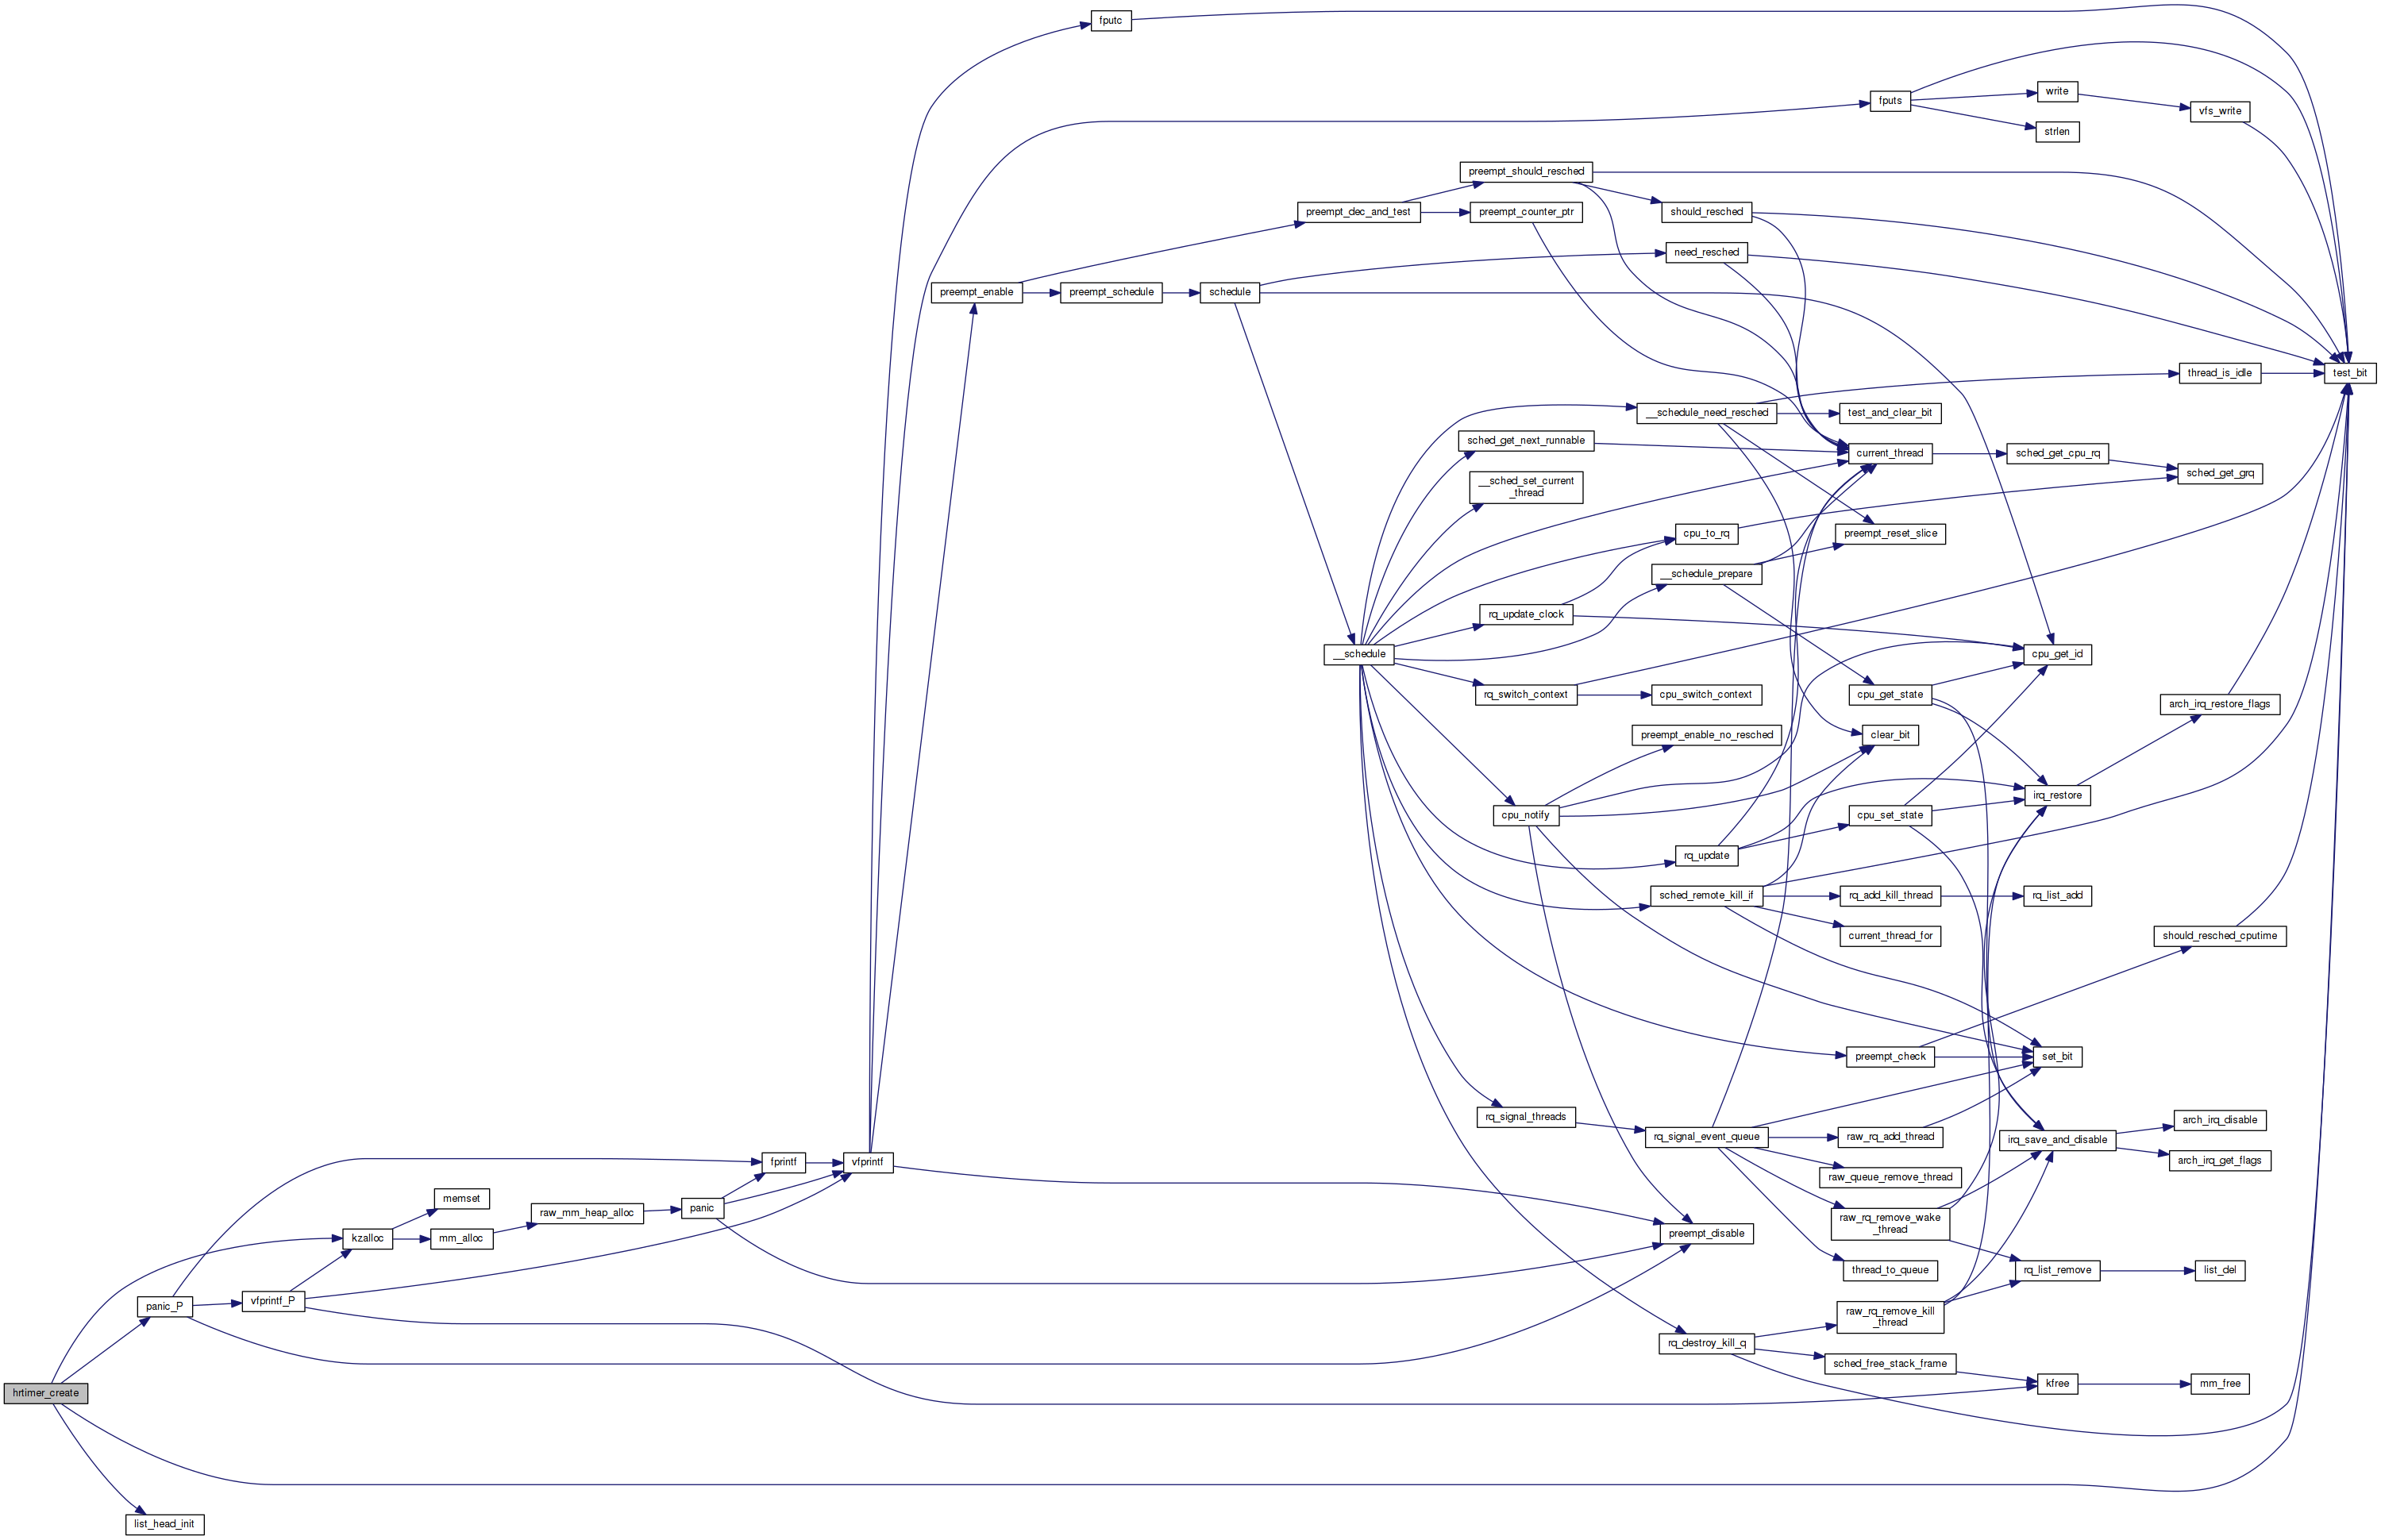 fputc
fputs
write
vfs_write
strlen
preempt_should_resched
preempt_dec_and_test
preempt_counter_ptr
should_resched
need_resched
preempt_enable
preempt_schedule
schedule
thread_is_idle
test_bit
__schedule_need_resched
test_and_clear_bit
sched_get_next_runnable
current_thread
sched_get_cpu_rq
sched_get_grq
__sched_set_current
_thread
cpu_to_rq
preempt_reset_slice
__schedule_prepare
rq_update_clock
__schedule
cpu_get_id
rq_switch_context
cpu_switch_context
cpu_get_state
arch_irq_restore_flags
preempt_enable_no_resched
clear_bit
irq_restore
cpu_notify
cpu_set_state
rq_update
sched_remote_kill_if
rq_add_kill_thread
rq_list_add
current_thread_for
should_resched_cputime
preempt_check
set_bit
rq_signal_threads
rq_signal_event_queue
raw_rq_add_thread
irq_save_and_disable
arch_irq_disable
arch_irq_get_flags
fprintf
vfprintf
raw_queue_remove_thread
memset
raw_mm_heap_alloc
panic
raw_rq_remove_wake
_thread
kzalloc
mm_alloc
preempt_disable
thread_to_queue
rq_list_remove
list_del
panic_P
vfprintf_P
raw_rq_remove_kill
_thread
rq_destroy_kill_q
sched_free_stack_frame
kfree
mm_free
hrtimer_create
list_head_init